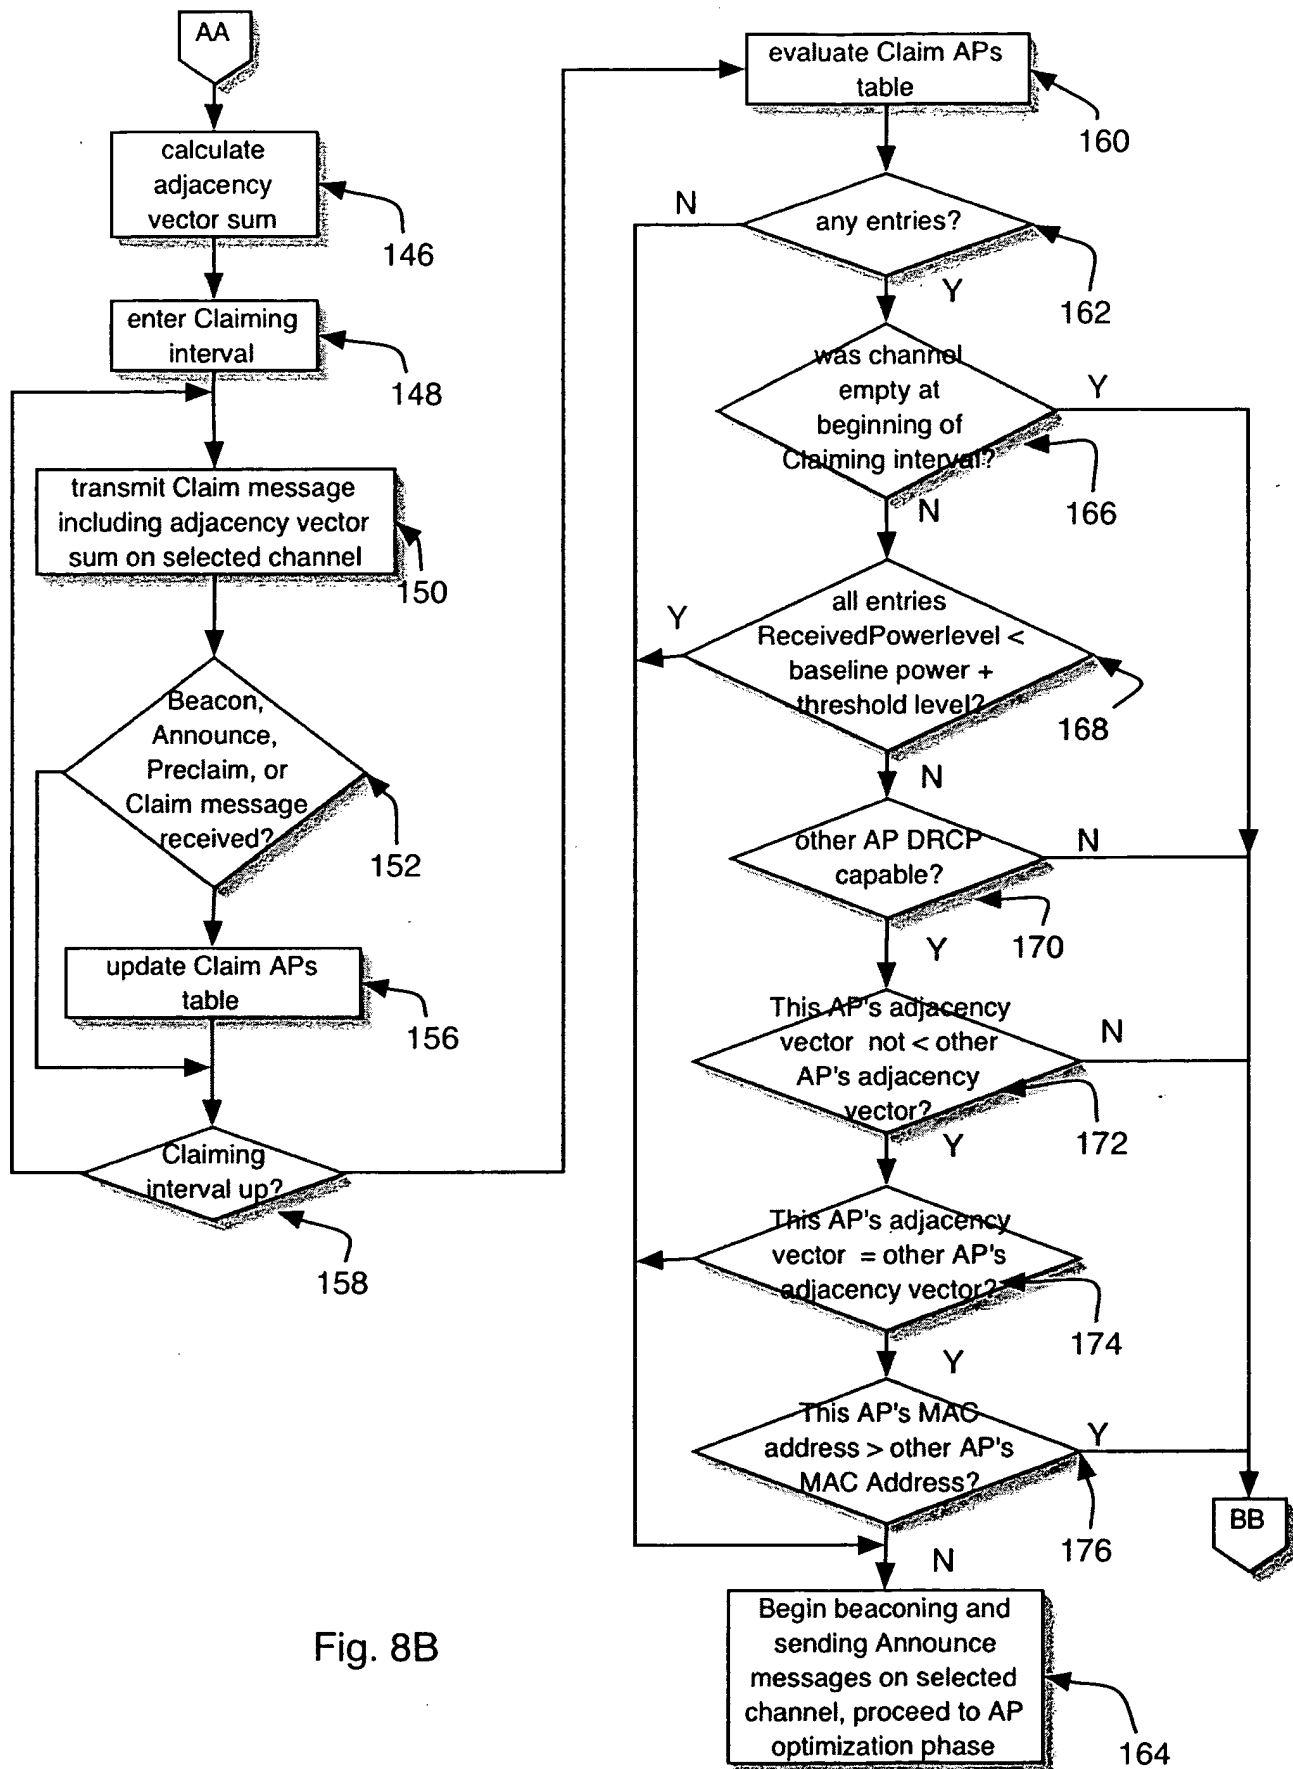 AA
calculate
adjacency
vector sum
146
enter Claiming
interval
148
transmit Claim message
including adjacency vector
sum on selected channel
150
Beacon,
Announce,
Preclaim, or
Claim message
received?
152
update Claim APs
table
156
Claiming
interval up?
158
evaluate Claim APs
table
160
N
any entries?
162
Y
was channel
empty at
beginning of
Claiming interval?
Y
166
N
all entries
ReceivedPowerlevel <
baseline power +
threshold level?
Y
168
N
other AP DRCP
capable?
N
170
Y
This AP's adjacency
vector not < other
AP's adjacency
vector?
N
172
Y
This AP's adjacency
vector = other AP's
adjacency vector?
174
Y
This AP's MAC
address > other AP's
MAC Address?
Y
176
BB
N
Begin beaconing and
sending Announce
messages on selected
channel, proceed to AP
optimization phase
164
Fig. 8B